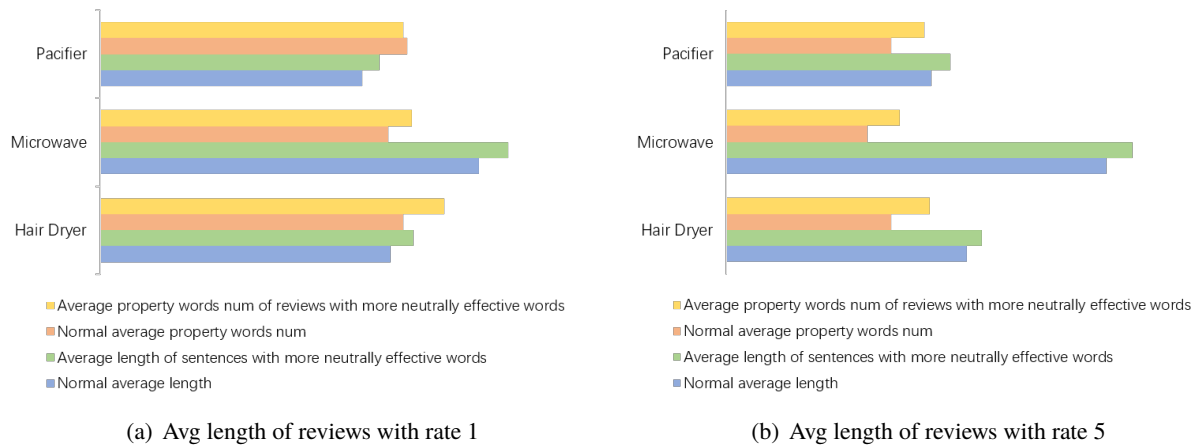 Pacifier
Microwave
Hair Dryer
Average property words num of reviews with more neutrally effective words
Normal average property words num
Average length of sentences with more neutrally effective words
Normal average length
(a) Avg length of reviews with rate 1
Pacifier
Microwave
Hair Dryer
Average property words num of reviews with more neutrally effective words
Normal average property words num
Average length of sentences with more neutrally effective words
Normal average length
(b) Avg length of reviews with rate 5